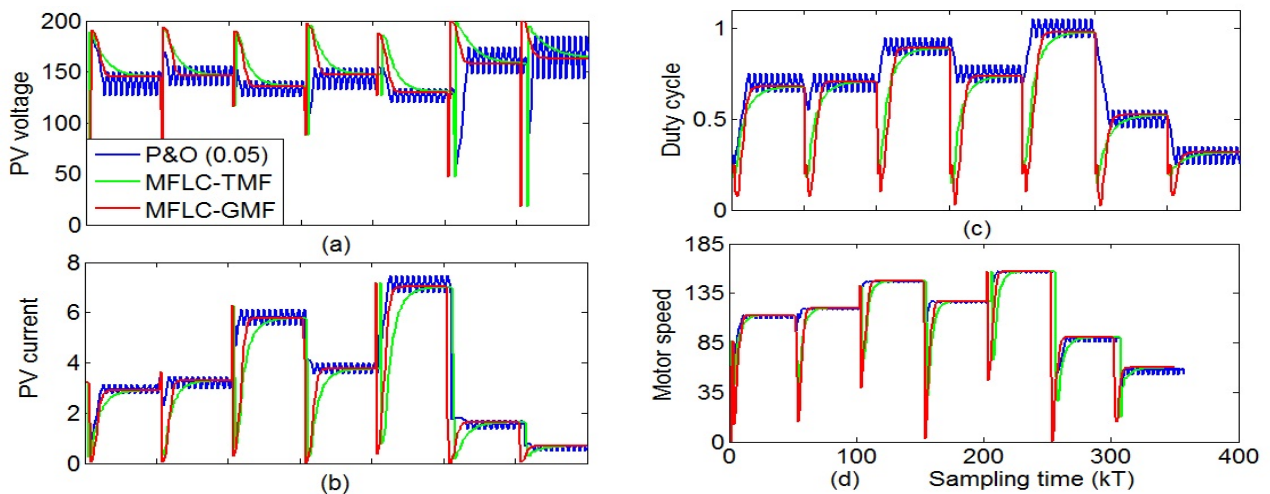 200
150
100
50
0
PV voltage
P&O (0.05)
MFLC-TMF
MFLC-GMF
(a)
8
6
4
2
0
PV current
(b)
1
0.5
0
Duty cycle
(c)
185
135
85
35
0
Motor speed
0
100
200
300
400
(d)
Sampling time (kT)